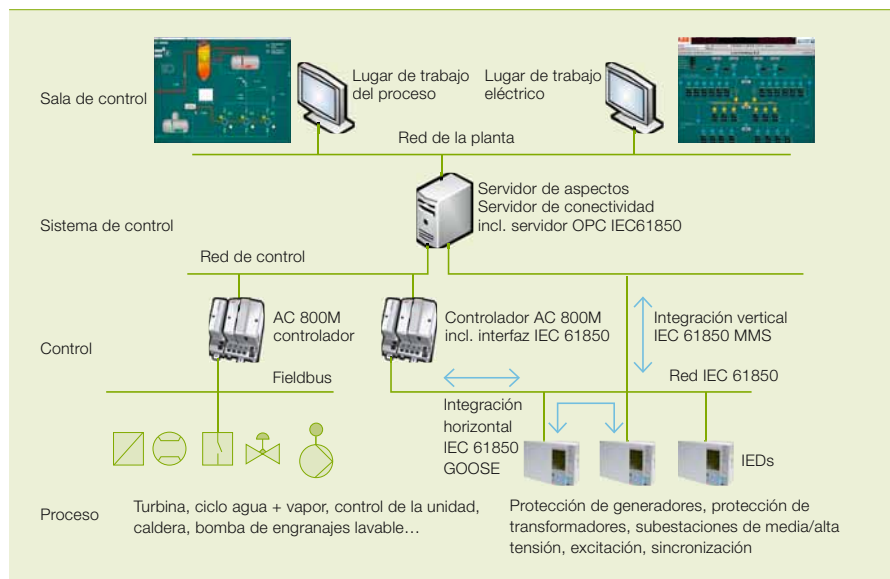 Sala de control
Lugar de trabajo
del proceso
Lugar de trabajo
eléctrico
Red de la planta
Sistema de control
Servidor de aspectos
Servidor de conectividad
incl. servidor OPC IEC61850
Red de control
Control
AC 800M
controlador
Controlador AC 800M
incl. interfaz IEC 61850
Integración vertical
IEC 61850 MMS
Fieldbus
Red IEC 61850
Integración
horizontal
IEC 61850
GOOSE
IEDs
Proceso
Turbina, ciclo agua + vapor, control de la unidad,
caldera, bomba de engranajes lavable…
Protección de generadores, protección de
transformadores, subestaciones de media/alta
tensión, excitación, sincronización